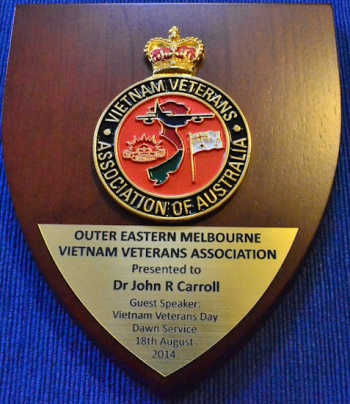 VIETNAM VETERANS
ASSOCIATION OF AUSTRALIA
OUTER EASTERN MELBOURNE
VIETNAM VETERANS ASSOCIATION
Presented to
Dr John R Carroll
Guest Speaker:
Vietnam Veterans Day
Dawn Service
18th August
2014